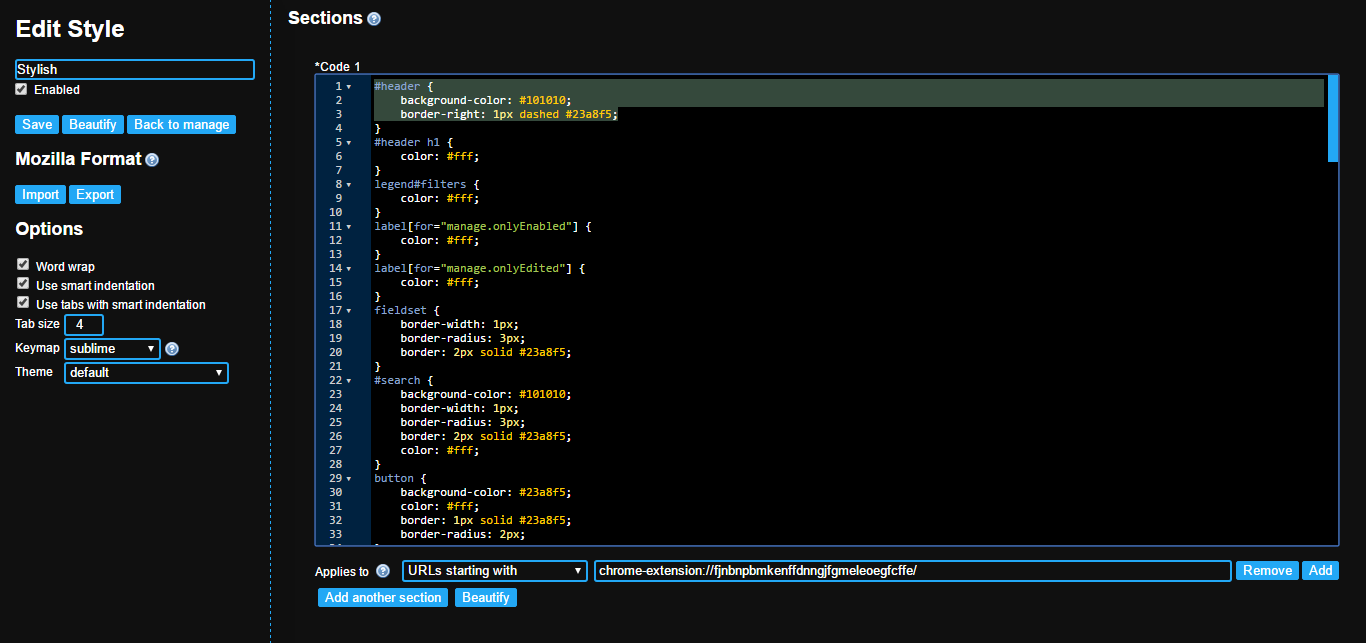 Edit Style
Stylish
Enabled
Save Beautify Back to manage
Mozilla Format ?
Import Export
Options
Word wrap
Use smart indentation
Use tabs with smart indentation
Tab size 4
Keymap sublime ?
Theme default
Sections ?
*Code 1
1 #header {
2 background-color: #101010;
3 border-right: 1px dashed #23a8f5;
4 }
5 #header h1 {
6 color: #fff;
7 }
8 legend#filters {
9 color: #fff;
10 }
11 label[for="manage.onlyEnabled"] {
12 color: #fff;
13 }
14 label[for="manage.onlyEdited"] {
15 color: #fff;
16 }
17 fieldset {
18 border-width: 1px;
19 border-radius: 3px;
20 border: 2px solid #23a8f5;
21 }
22 #search {
23 background-color: #101010;
24 border-width: 1px;
25 border-radius: 3px;
26 border: 2px solid #23a8f5;
27 color: #fff;
28 }
29 button {
30 background-color: #23a8f5;
31 color: #fff;
32 border: 1px solid #23a8f5;
33 border-radius: 2px;
Applies to ? URLs starting with chrome-extension://fjnbnpbmkenffdnngjfgmeleoegfcffe/ Remove Add
Add another section Beautify